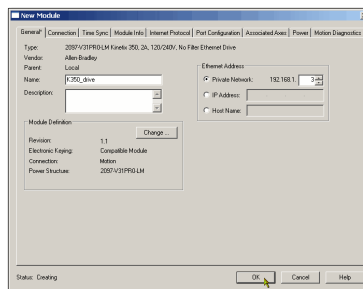 New Module
General* Connection Time Sync Module Info Internet Protocol Port Configuration Associated Axes Power Motion Diagnostics
Type: 2097-V31PR0-LM Kinetix 350, 2A, 120/240V, No Filter Ethernet Drive
Vendor: Allen-Bradley
Parent: Local
Name: K350_drive
Description:
Ethernet Address
Private Network: 192.168.1. 3
IP Address:
Host Name:
Module Definition
Change ...
Revision: 1.1
Electronic Keying: Compatible Module
Connection: Motion
Power Structure: 2097-V31PR0-LM
Status: Creating
OK Cancel Help